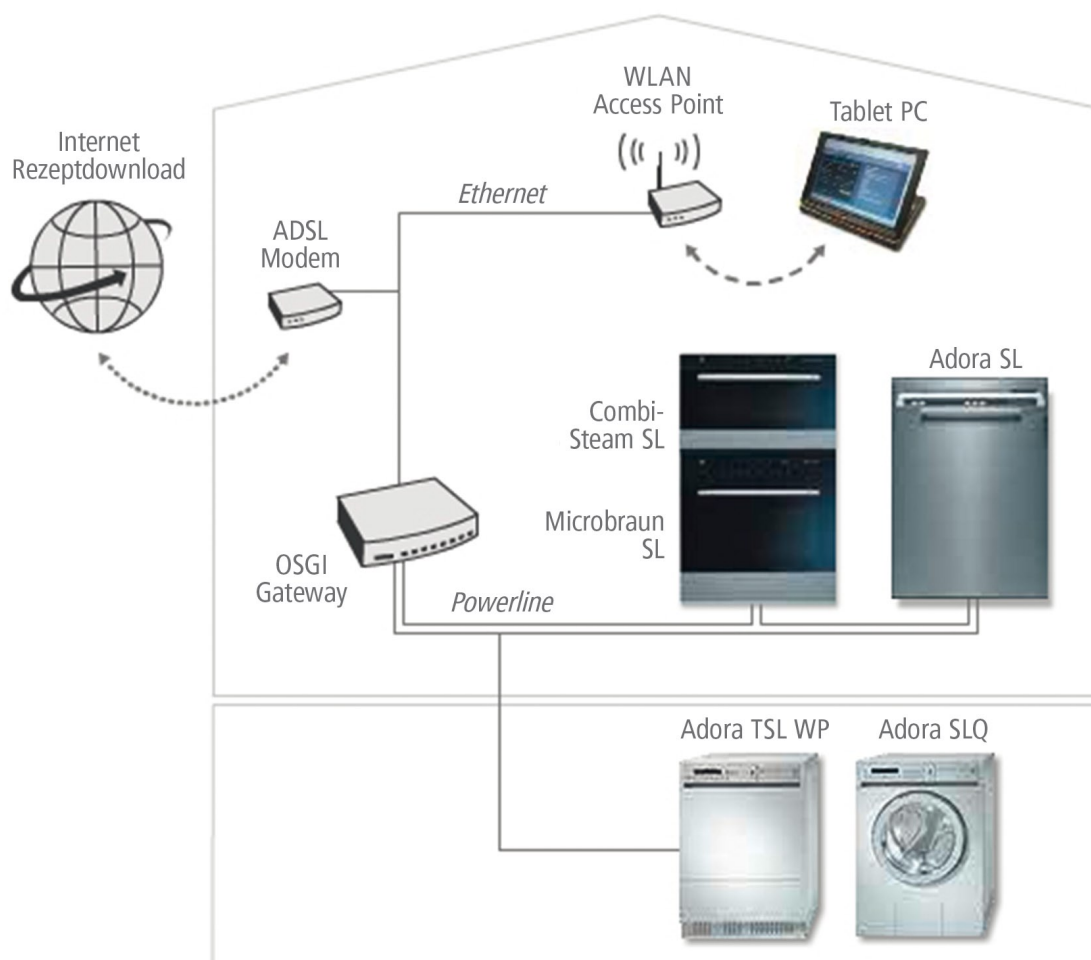 WLAN
Access Point
Tablet PC
Internet
Rezeptdownload
Ethernet
ADSL
Modem
Adora SL
Combi-
Steam SL
Microbraun
SL
OSGI
Gateway
Powerline
Adora TSL WP
Adora SLQ